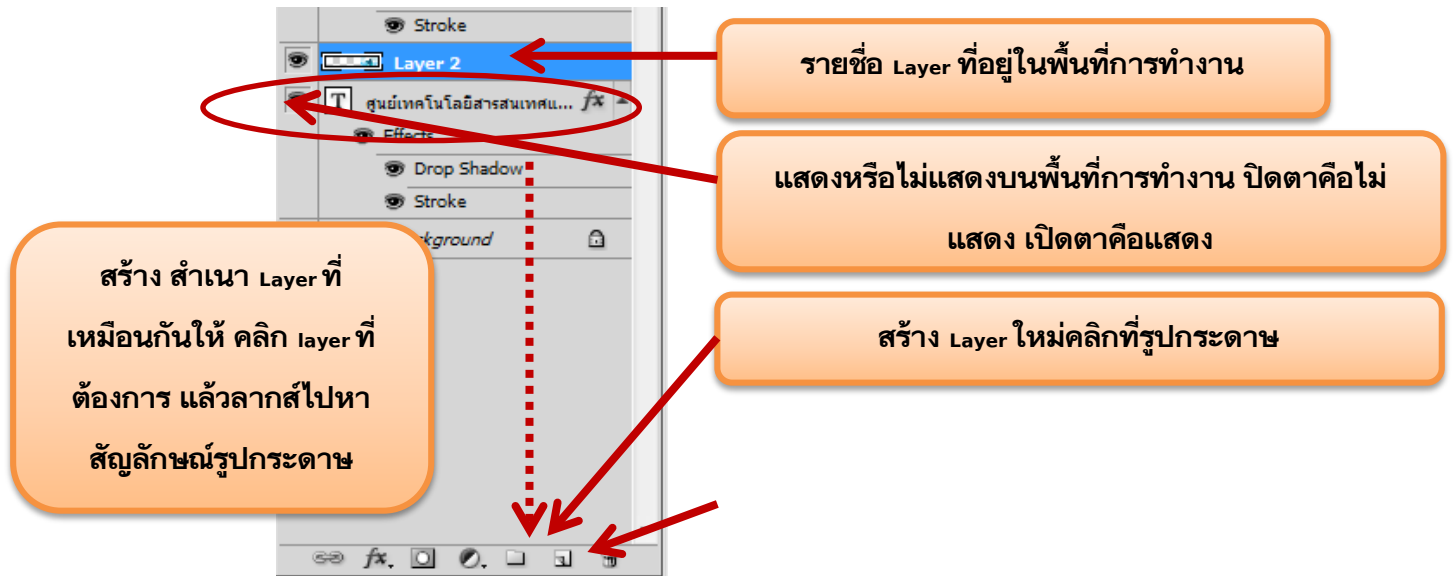 Stroke
Layer 2
T ศูนย์เทคโนโลยีสารสนเทศแ... fx
Effects
Drop Shadow
Stroke
kground
รายชื่อ Layer ที่อยู่ในพื้นที่การทำงาน
แสดงหรือไม่แสดงบนพื้นที่การทำงาน ปิดตาคือไม่
แสดง เปิดตาคือแสดง
สร้าง Layer ใหม่คลิกที่รูปกระดาษ
สร้าง สำเนา Layer ที่
เหมือนกันให้ คลิก layer ที่
ต้องการ แล้วลากส์ไปหา
สัญลักษณ์รูปกระดาษ
fx.